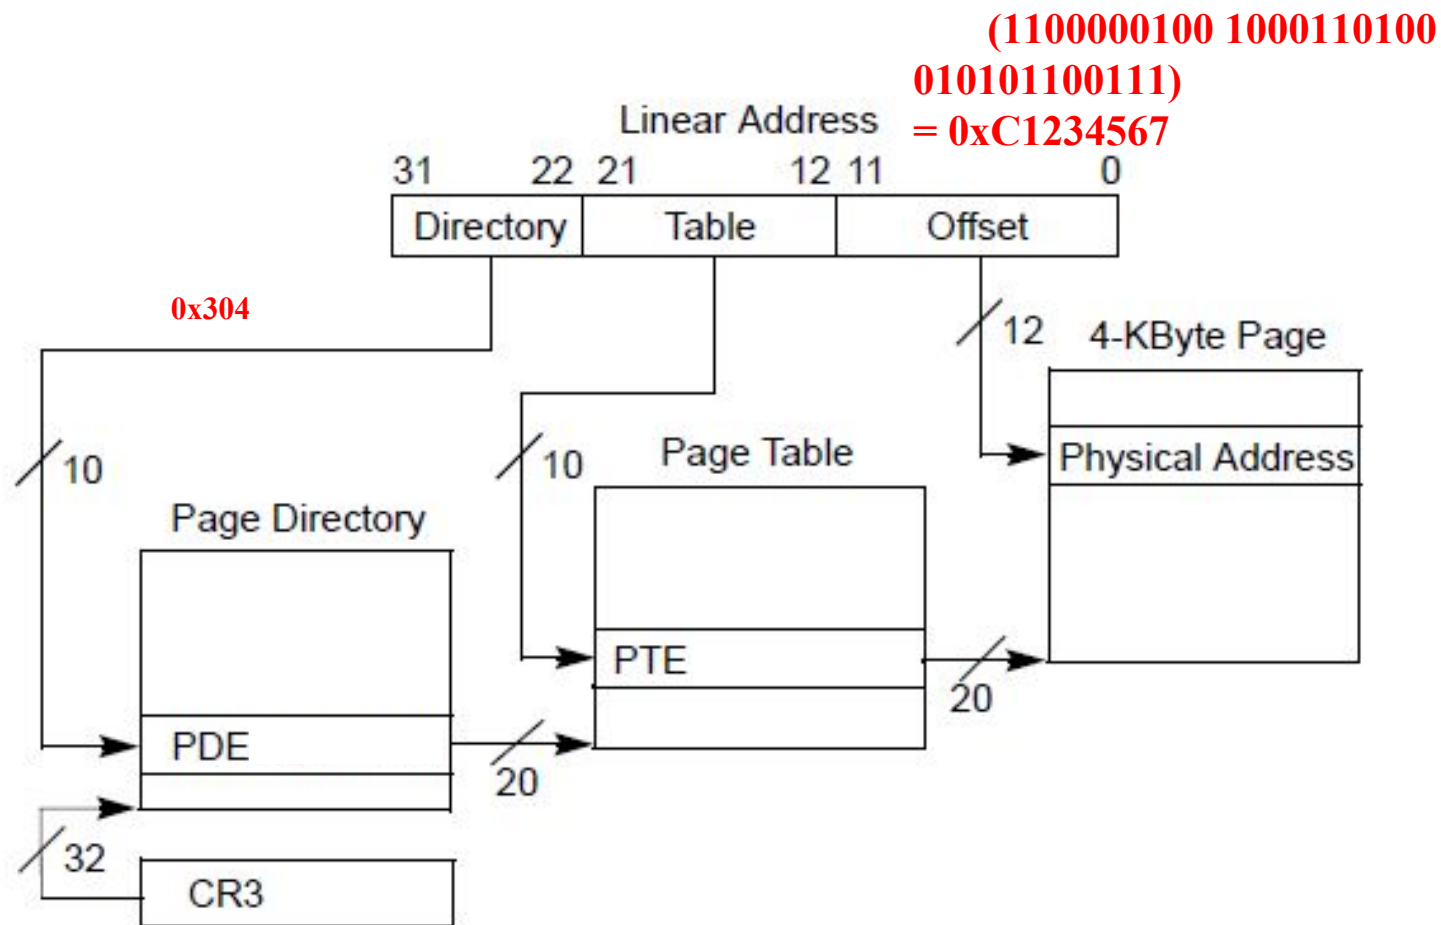 (1100000100 1000110100
010101100111)
= 0xC1234567
Linear Address
31 22 21 12 11 0
Directory Table Offset
0x304
12
4-KByte Page
Physical Address
10
10
Page Table
Page Directory
PTE
20
PDE
20
32
CR3